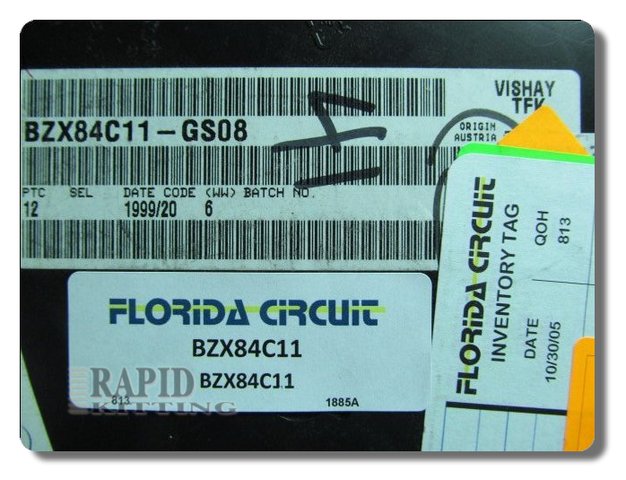 VISHAY
TFK
BZX84C11-GS08
ORIGIN
AUSTRIA
PTC SEL DATE CODE (WW) BATCH NO.
12 1999/20 6
FLORIDA CIRCUIT
BZX84C11
BZX84C11
813 1885A
RAPID
KITTING
FLORIDA CIRCUIT
INVENTORY TAG
DATE QOH
10/30/05 813